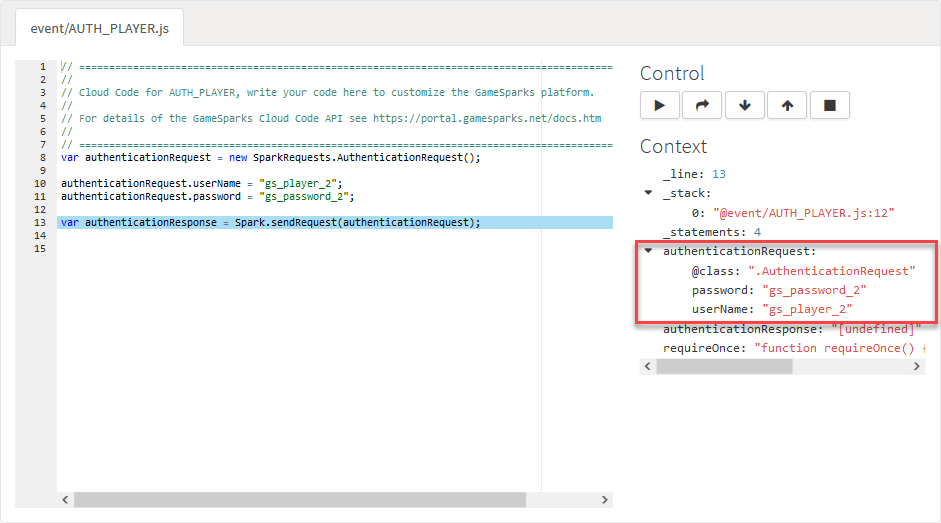 event/AUTH_PLAYER.js
1 // =========================================================================================
2 //
3 // Cloud Code for AUTH_PLAYER, write your code here to customize the GameSparks platform.
4 //
5 // For details of the GameSparks Cloud Code API see https://portal.gamesparks.net/docs.htm
6 //
7 // =========================================================================================
8 var authenticationRequest = new SparkRequests.AuthenticationRequest();
9
10 authenticationRequest.userName = "gs_player_2";
11 authenticationRequest.password = "gs_password_2";
12
13 var authenticationResponse = Spark.sendRequest(authenticationRequest);
14
15
Control
Context
_line: 13
_stack:
0: "@event/AUTH_PLAYER.js:12"
_statements: 4
authenticationRequest:
@class: ".AuthenticationRequest"
password: "gs_password_2"
userName: "gs_player_2"
authenticationResponse: "[undefined]"
requireOnce: "function requireOnce() {